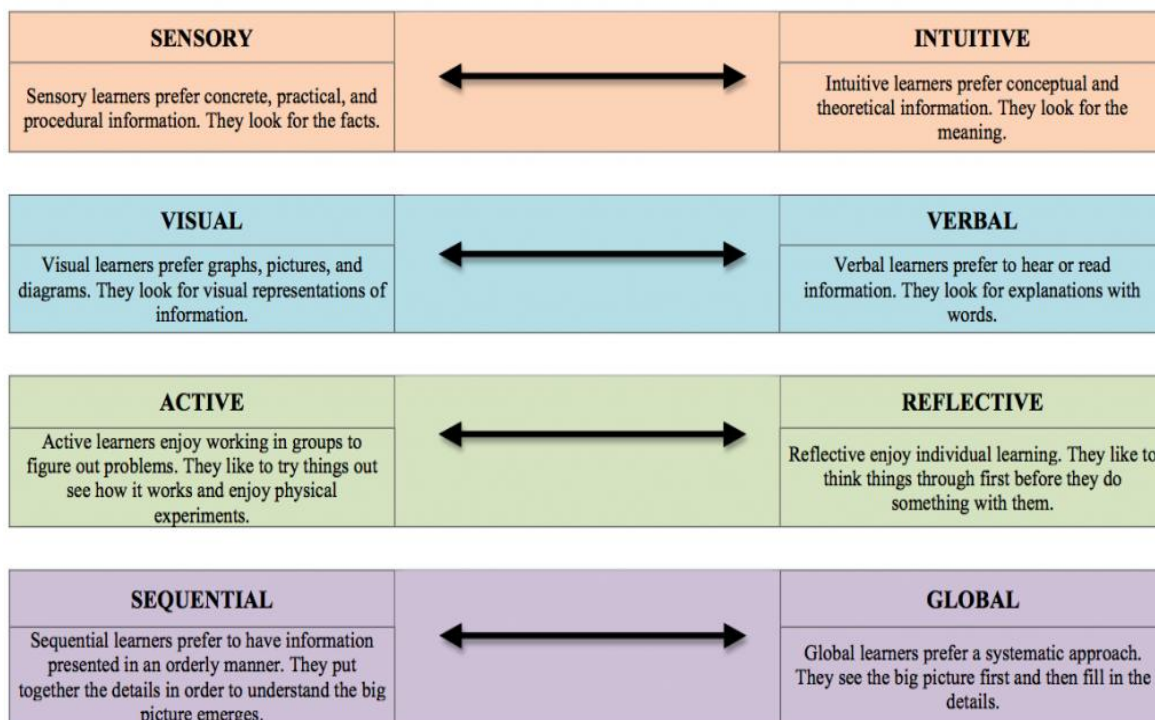 SENSORY
Sensory learners prefer concrete, practical, and
procedural information. They look for the facts.
INTUITIVE
Intuitive learners prefer conceptual and
theoretical information. They look for the
meaning.
VISUAL
Visual learners prefer graphs, pictures, and
diagrams. They look for visual representations of
information.
VERBAL
Verbal learners prefer to hear or read
information. They look for explanations with
words.
ACTIVE
Active learners enjoy working in groups to
figure out problems. They like to try things out
see how it works and enjoy physical
experiments.
REFLECTIVE
Reflective enjoy individual learning. They like to
think things through first before they do
something with them.
SEQUENTIAL
Sequential learners prefer to have information
presented in an orderly manner. They put
together the details in order to understand the big
picture emerges.
GLOBAL
Global learners prefer a systematic approach.
They see the big picture first and then fill in the
details.